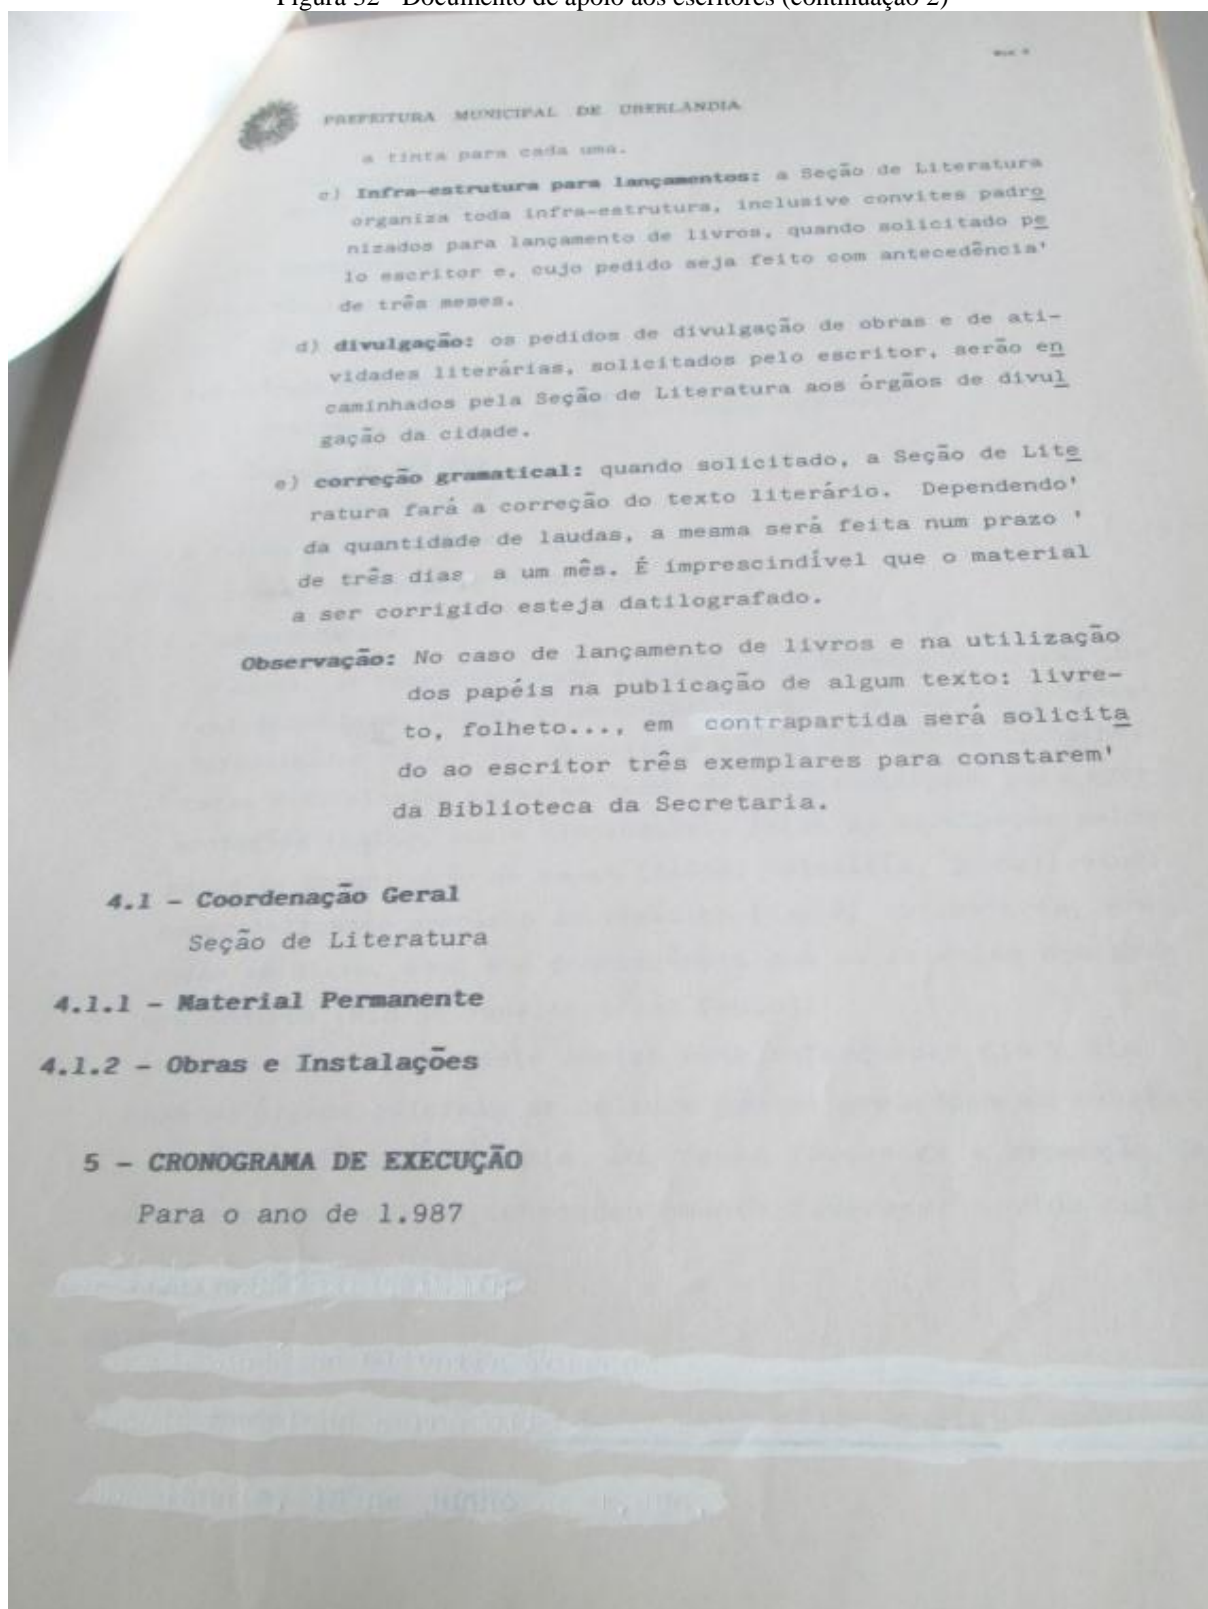 Figura 32 - Documento de apoio aos escritores (continuação 2)
PREFEITURA MUNICIPAL DE UBERLÂNDIA
a tinta para cada uma.
c) Infra-estrutura para lançamentos: a Seção de Literatura
organiza toda infra-estrutura, inclusive convites padro
nizados para lançamento de livros, quando solicitado pe
lo escritor e, cujo pedido seja feito com antecedência'
de três meses.
d) divulgação: os pedidos de divulgação de obras e de ati-
vidades literárias, solicitados pelo escritor, serão en
caminhados pela Seção de Literatura aos órgãos de divul
gação da cidade.
e) correção gramatical: quando solicitado, a Seção de Lite
ratura fará a correção do texto literário. Dependendo'
da quantidade de laudas, a mesma será feita num prazo '
de três dias a um mês. É imprescindível que o material
a ser corrigido esteja datilografado.
Observação: No caso de lançamento de livros e na utilização
dos papéis na publicação de algum texto: livre-
to, folheto..., em contrapartida será solicita
do ao escritor três exemplares para constarem'
da Biblioteca da Secretaria.
4.1 - Coordenação Geral
Seção de Literatura
4.1.1 - Material Permanente
4.1.2 - Obras e Instalações
5 - CRONOGRAMA DE EXECUÇÃO
Para o ano de 1.987